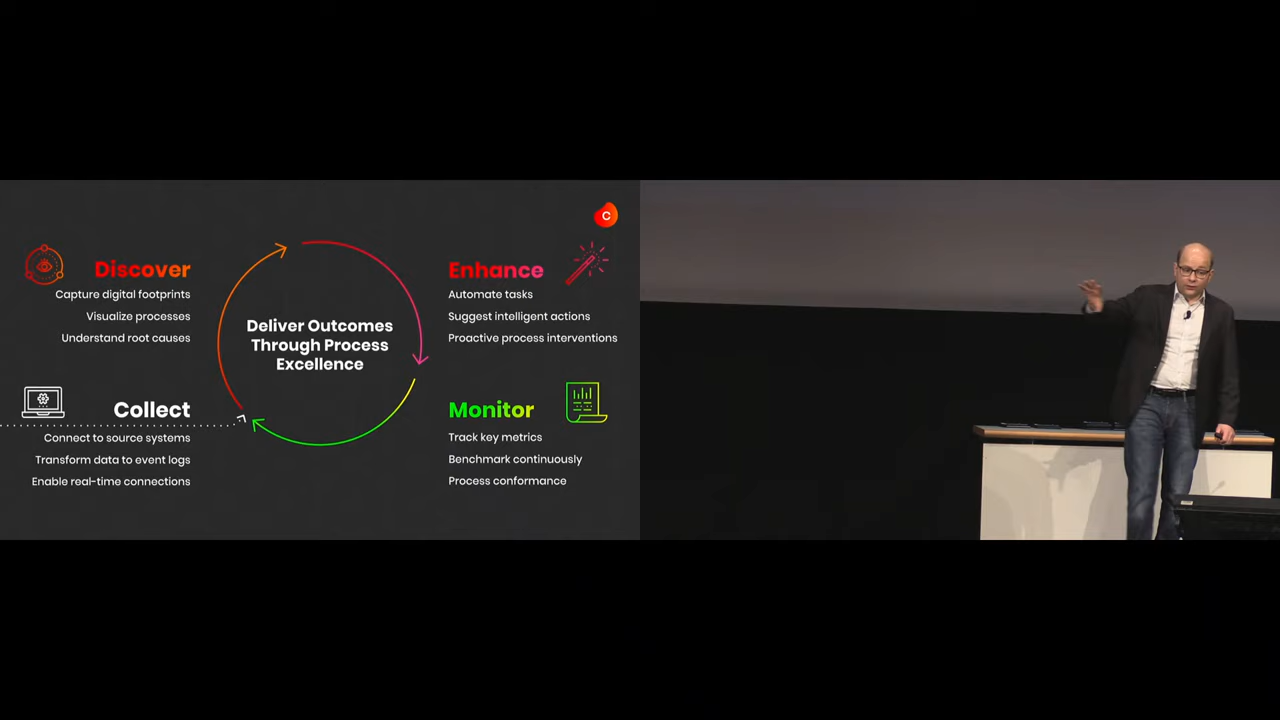 C
Discover
Capture digital footprints
Visualize processes
Understand root causes
Enhance
Automate tasks
Suggest intelligent actions
Proactive process interventions
Deliver Outcomes
Through Process
Excellence
Collect
Connect to source systems
Transform data to event logs
Enable real-time connections
Monitor
Track key metrics
Benchmark continuously
Process conformance